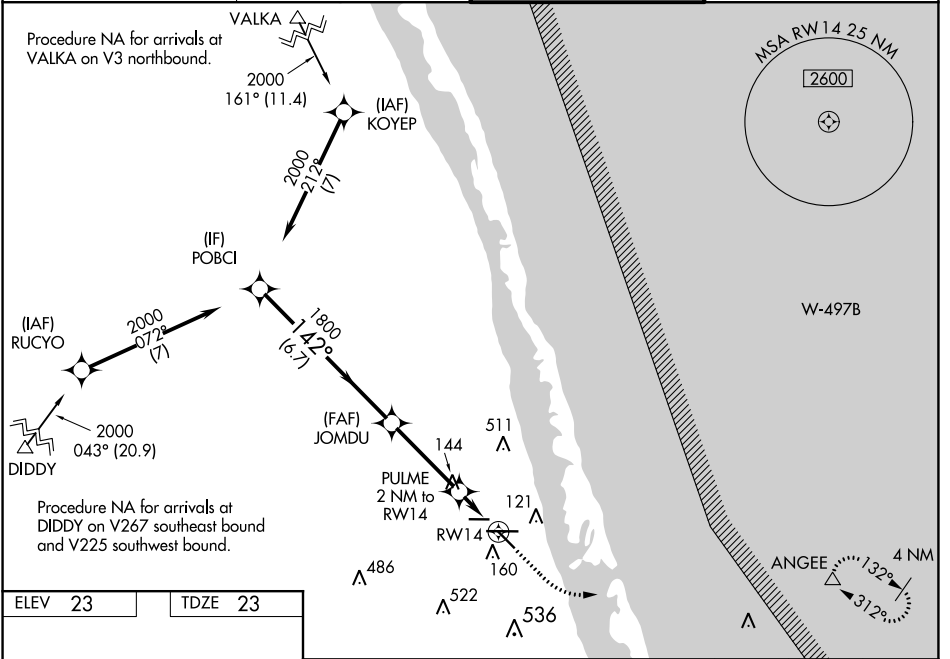 Procedure NA for arrivals at
VALKA on V3 northbound.
VALKA
2000
161° (11.4)
(IAF)
KOYEP
2000
212°
(7)
MSA RW14 25 NM
2600
(IF)
POBCI
(IAF)
RUCYO
2000
072°
(7)
1800
142°
(6.7)
W-497B
2000
043° (20.9)
DIDDY
(FAF)
JOMDU
511
144
PULME
2 NM to
RW14
121
RW14
160
Procedure NA for arrivals at
DIDDY on V267 southeast bound
and V225 southwest bound.
486
522
536
ANGEE
4 NM
132°
312°
ELEV 23
TDZE 23